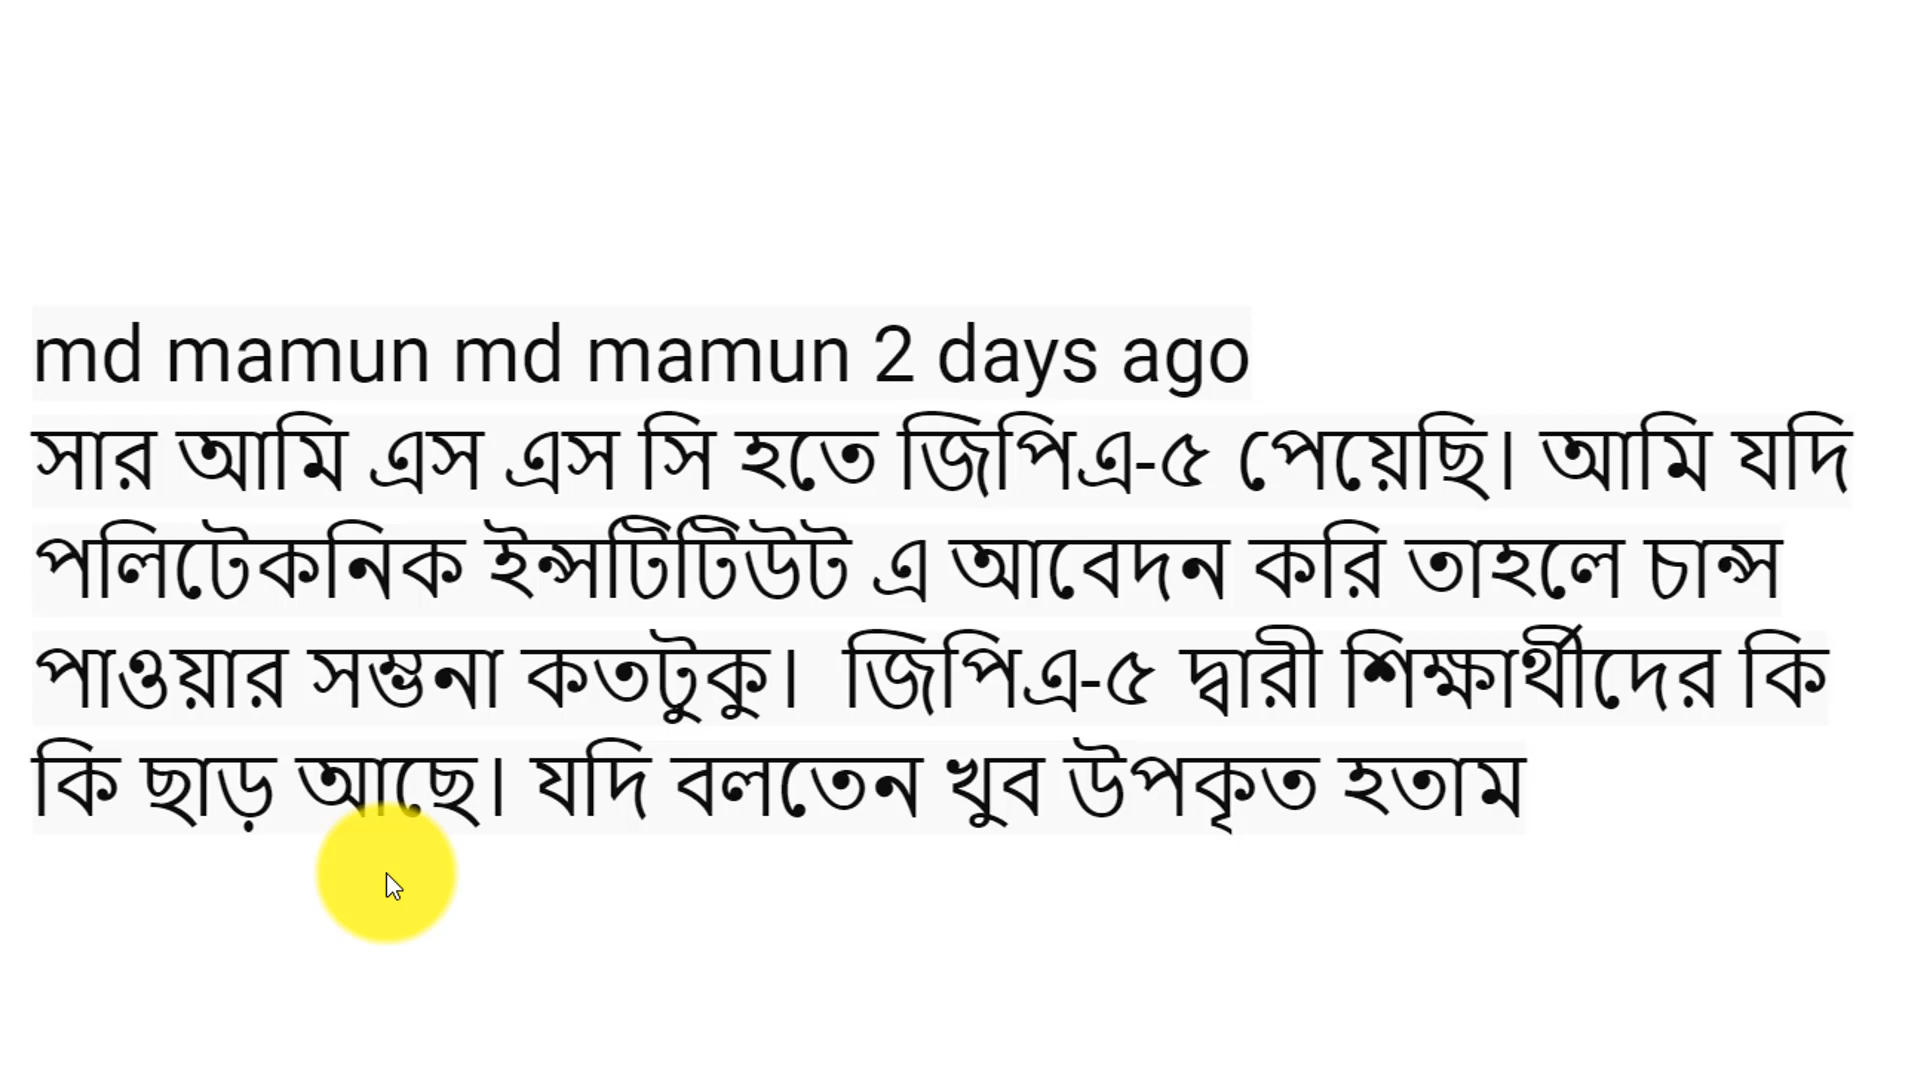 md mamun md mamun 2 days ago
সার আমি এস এস সি হতে জিপিএ-৫ পেয়েছি। আমি যদি
পলিটেকনিক ইন্সটিটিউট এ আবেদন করি তাহলে চান্স
পাওয়ার সম্ভনা কতটুকু।  জিপিএ-৫ দ্বারী শিক্ষার্থীদের কি
কি ছাড় আছে। যদি বলতেন খুব উপকৃত হতাম